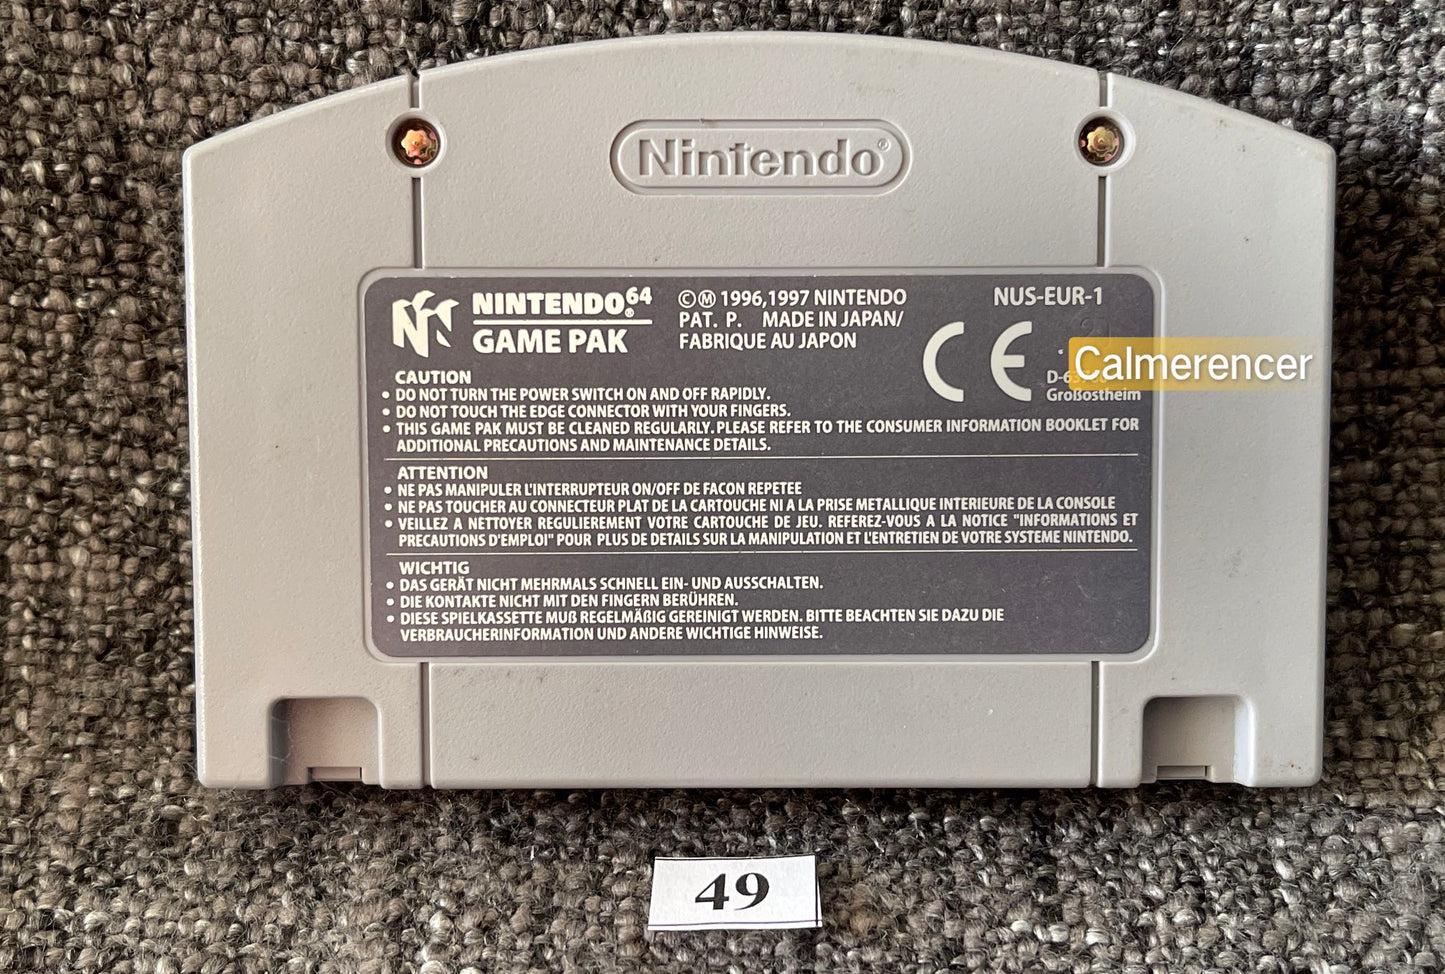 Nintendo®
NINTENDO64®
GAME PAK
©Ⓜ 1996,1997 NINTENDO
PAT. P. MADE IN JAPAN/
FABRIQUE AU JAPON
NUS-EUR-1
CE
Calmerencer
Großostheim
CAUTION
• DO NOT TURN THE POWER SWITCH ON AND OFF RAPIDLY.
• DO NOT TOUCH THE EDGE CONNECTOR WITH YOUR FINGERS.
• THIS GAME PAK MUST BE CLEANED REGULARLY. PLEASE REFER TO THE CONSUMER INFORMATION BOOKLET FOR
ADDITIONAL PRECAUTIONS AND MAINTENANCE DETAILS.
ATTENTION
• NE PAS MANIPULER L'INTERRUPTEUR ON/OFF DE FACON REPETEE
• NE PAS TOUCHER AU CONNECTEUR PLAT DE LA CARTOUCHE NI A LA PRISE METALLIQUE INTERIEURE DE LA CONSOLE
• VEILLEZ A NETTOYER REGULIEREMENT VOTRE CARTOUCHE DE JEU. REFEREZ-VOUS A LA NOTICE "INFORMATIONS ET
PRECAUTIONS D'EMPLOI" POUR PLUS DE DETAILS SUR LA MANIPULATION ET L'ENTRETIEN DE VOTRE SYSTEME NINTENDO.
WICHTIG
• DAS GERÄT NICHT MEHRMALS SCHNELL EIN- UND AUSSCHALTEN.
• DIE KONTAKTE NICHT MIT DEN FINGERN BERÜHREN.
• DIESE SPIELKASSETTE MUß REGELMÄßIG GEREINIGT WERDEN. BITTE BEACHTEN SIE DAZU DIE
VERBRAUCHERINFORMATION UND ANDERE WICHTIGE HINWEISE.
49